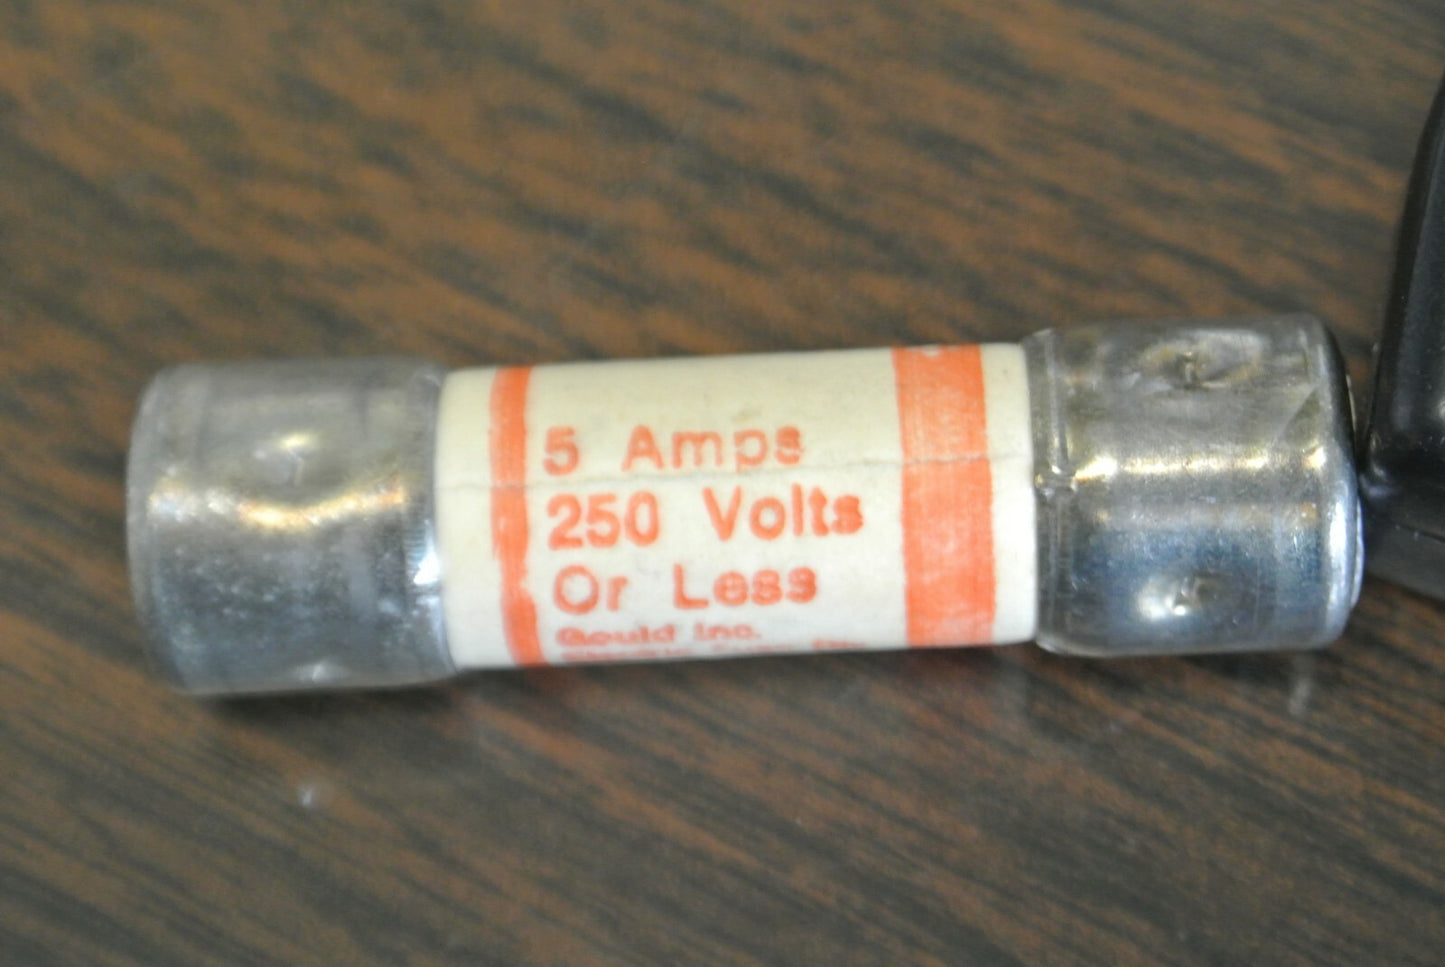 5 Amps
250 Volts
Or Less
Gould Inc.